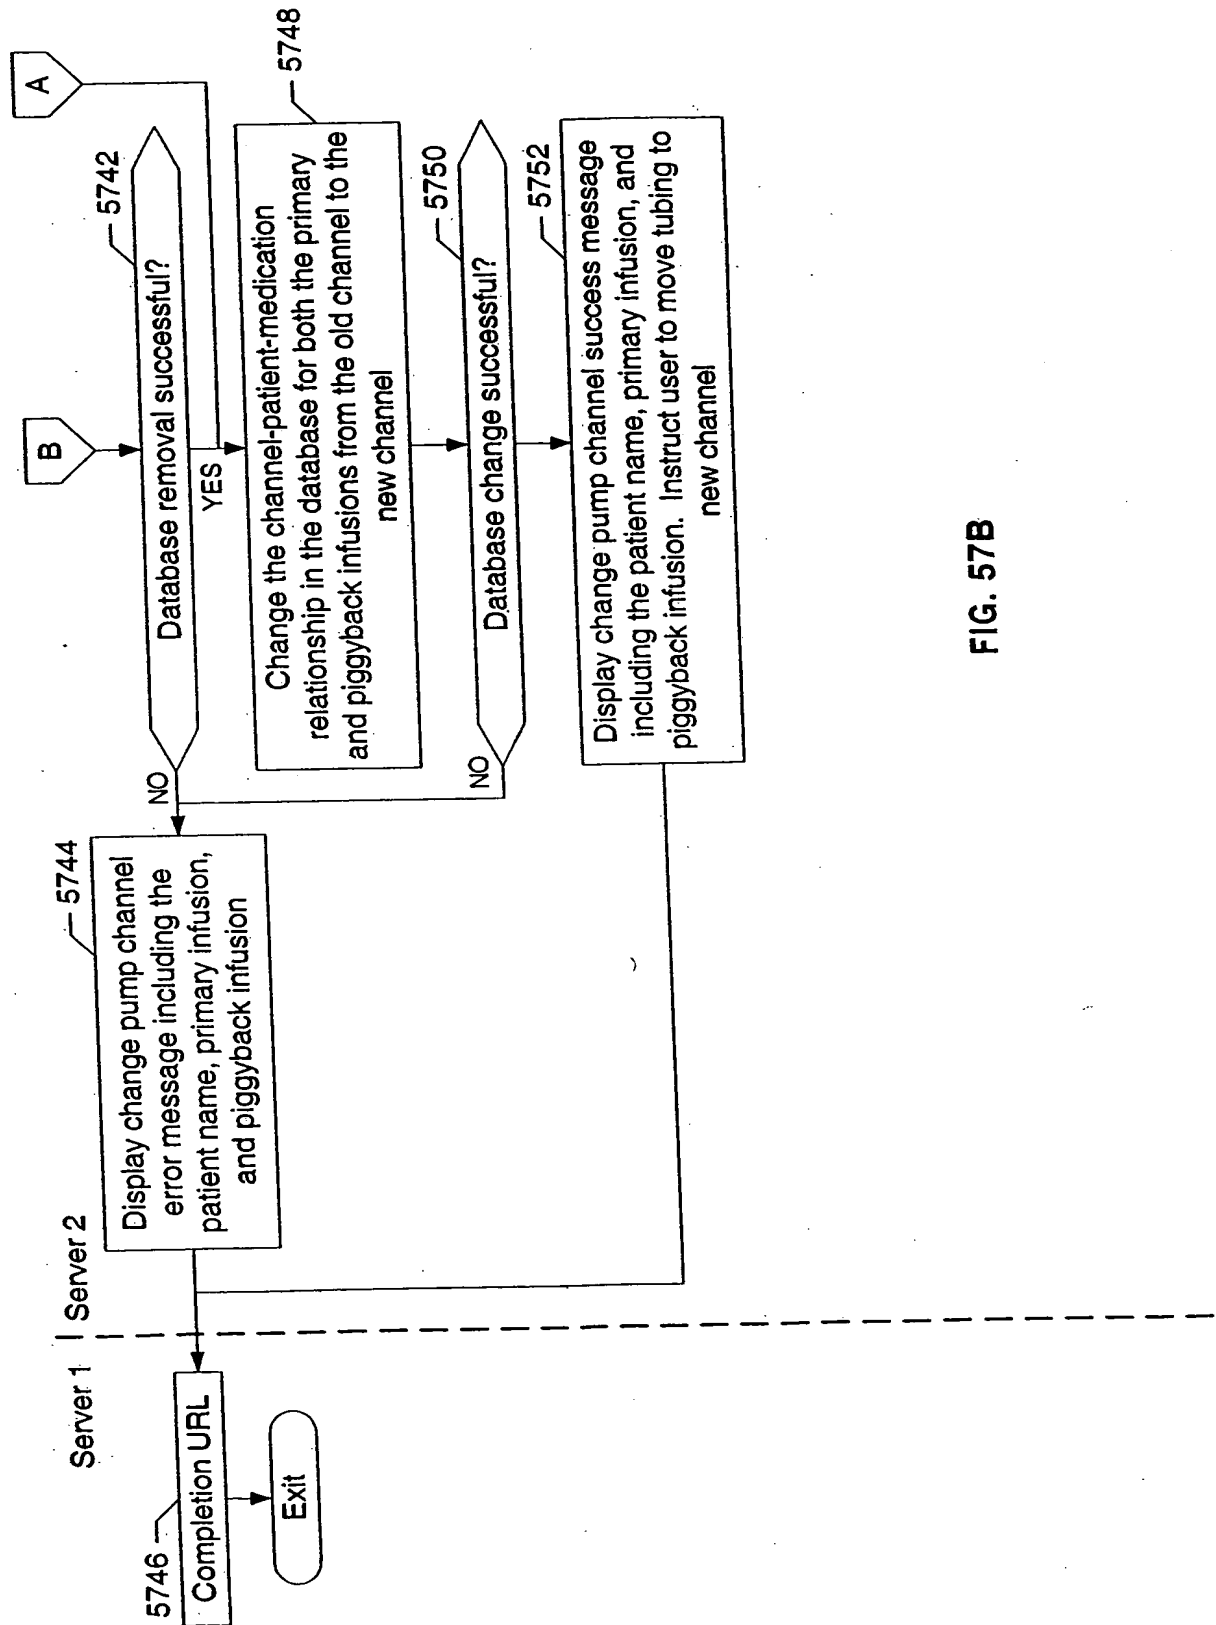 Server 1
Server 2
B
A
5742
Database removal successful?
YES
NO
5744
Display change pump channel
error message including the
patient name, primary infusion,
and piggyback infusion
5746
Completion URL
Exit
5748
Change the channel-patient-medication
relationship in the database for both the primary
and piggyback infusions from the old channel to the
new channel
5750
Database change successful?
NO
5752
Display change pump channel success message
including the patient name, primary infusion, and
piggyback infusion. Instruct user to move tubing to
new channel
FIG. 57B